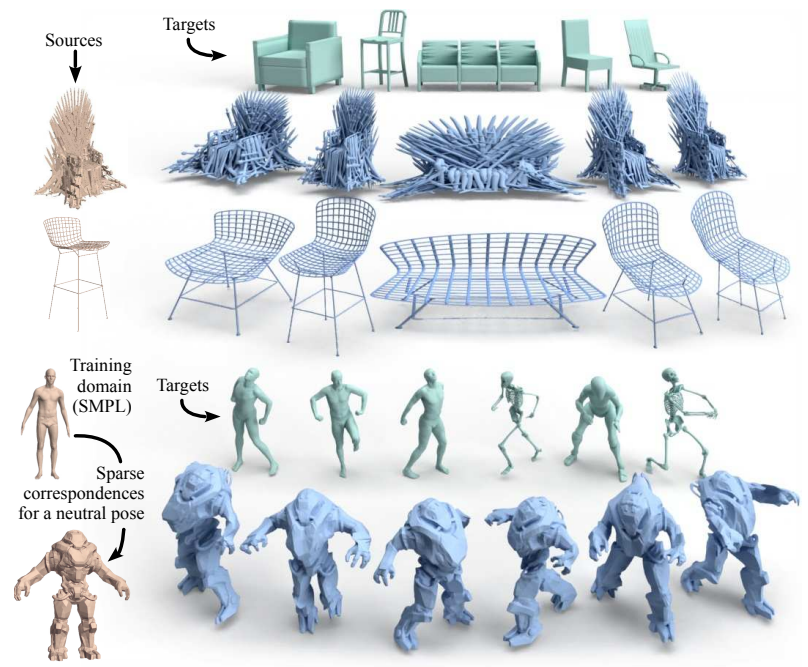 Targets
Sources
Training
domain
(SMPL)
Targets
Sparse
correspondences
for a neutral pose